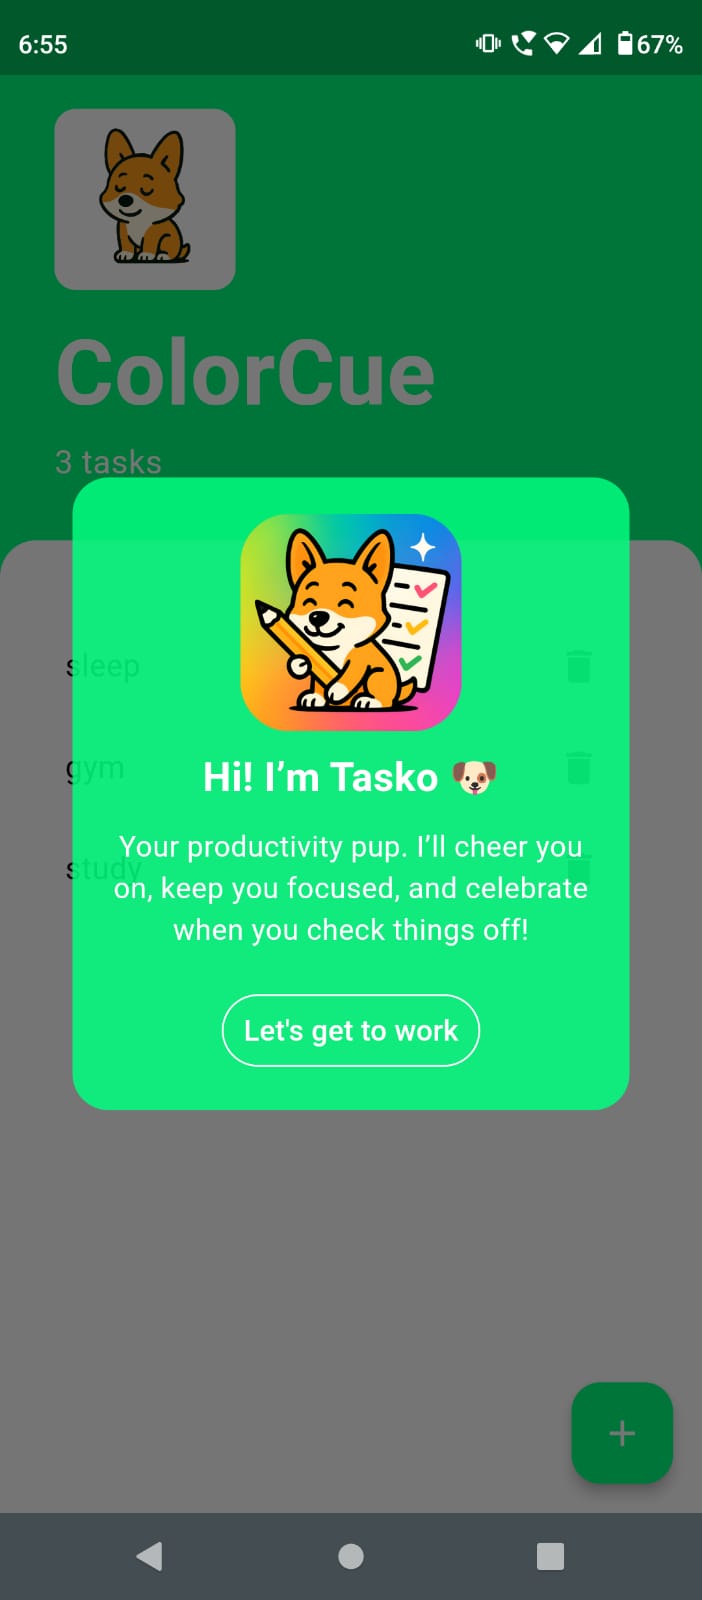 6:55
67%
ColorCue
3 tasks
sleep
gym
Hi! I’m Tasko 🐶
Your productivity pup. I’ll cheer you
study
on, keep you focused, and celebrate
when you check things off!
Let's get to work
+